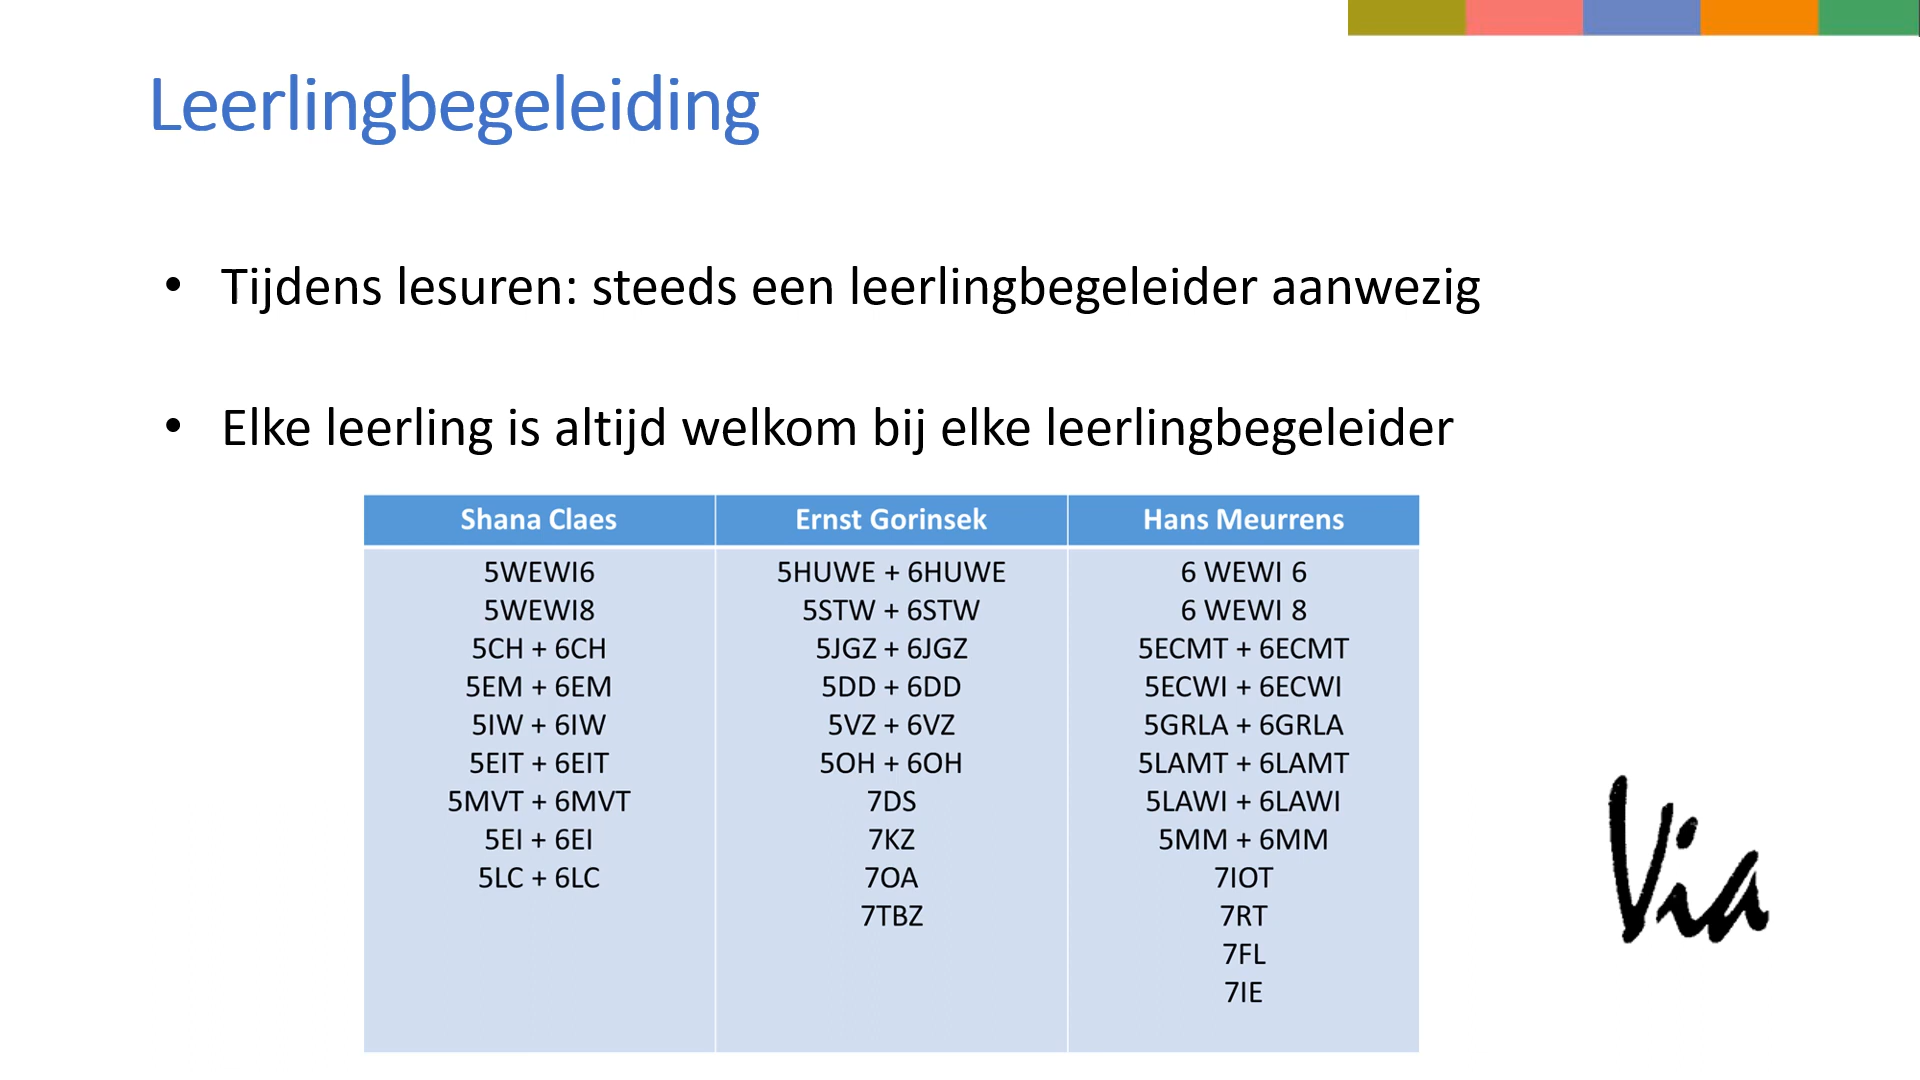 Leerlingbegeleiding
• Tijdens lesuren: steeds een leerlingbegeleider aanwezig
• Elke leerling is altijd welkom bij elke leerlingbegeleider
Shana Claes
5WEWI6
5WEWI8
5CH + 6CH
5EM + 6EM
5IW + 6IW
5EIT + 6EIT
5MVT + 6MVT
5EI + 6EI
5LC + 6LC
Ernst Gorinsek
5HUWE + 6HUWE
5STW + 6STW
5JGZ + 6JGZ
5DD + 6DD
5VZ + 6VZ
5OH + 6OH
7DS
7KZ
7OA
7TBZ
Hans Meurrens
6 WEWI 6
6 WEWI 8
5ECMT + 6ECMT
5ECWI + 6ECWI
5GRLA + 6GRLA
5LAMT + 6LAMT
5LAWI + 6LAWI
5MM + 6MM
7IOT
7RT
7FL
7IE
Via